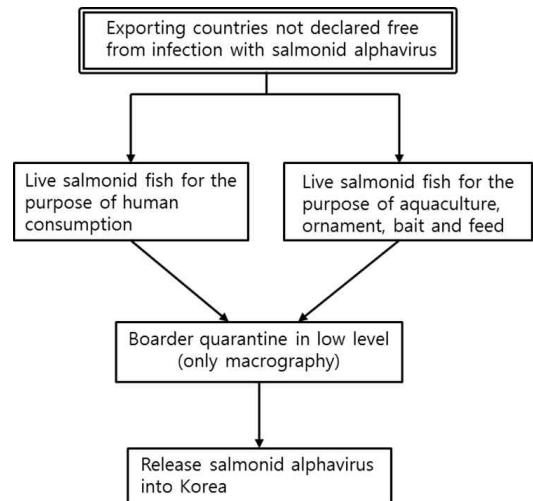 Exporting countries not declared free
from infection with salmonid alphavirus
Live salmonid fish for the
purpose of human
consumption
Live salmonid fish for the
purpose of aquaculture,
ornament, bait and feed
Boarder quarantine in low level
(only macrography)
Release salmonid alphavirus
into Korea